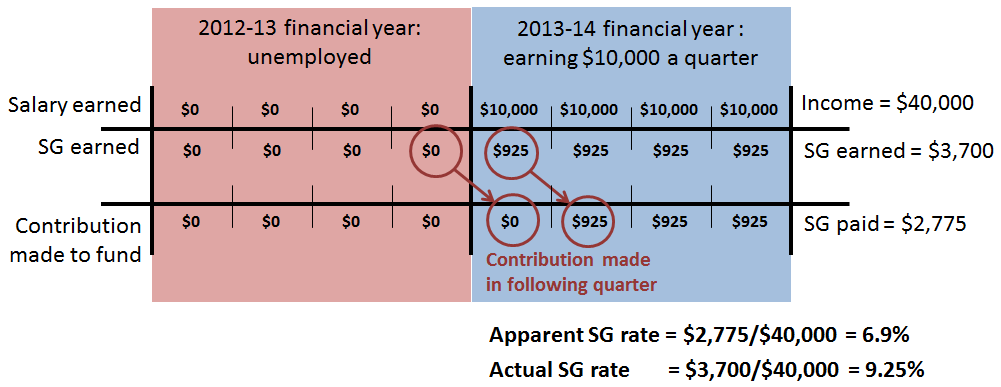 2012-13 financial year:
unemployed
2013-14 financial year :
earning $10,000 a quarter
Salary earned
$0 $0 $0 $0 $10,000 $10,000 $10,000 $10,000
Income = $40,000
SG earned
$0 $0 $0 $0 $925 $925 $925 $925
SG earned = $3,700
Contribution
made to fund
$0 $0 $0 $0 $0 $925 $925 $925
SG paid = $2,775
Contribution made
in following quarter
Apparent SG rate = $2,775/$40,000 = 6.9%
Actual SG rate = $3,700/$40,000 = 9.25%